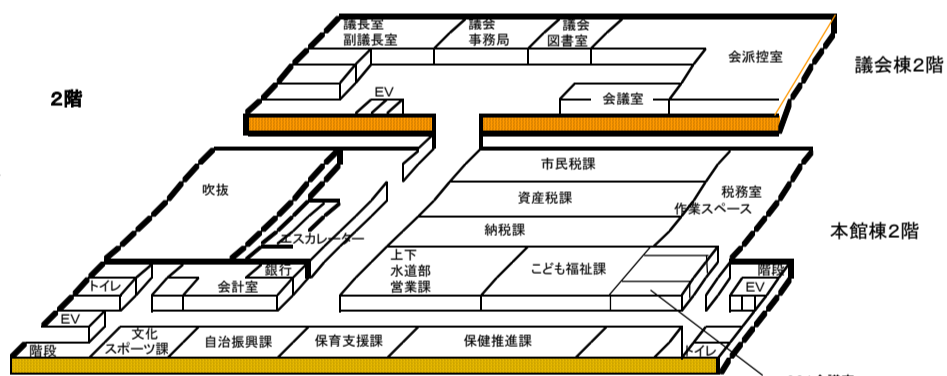 議長室
副議長室
議会
事務局
議会
図書室
会派控室
議会棟2階
2階
EV
会議室
市民税課
吹抜
資産税課
税務室
作業スペース
納税課
本館棟2階
エスカレーター
上下
水道部
営業課
こども福祉課
銀行
会計室
トイレ
階段
EV
EV
階段
文化
スポーツ課
自治振興課
保育支援課
保健推進課
トイレ